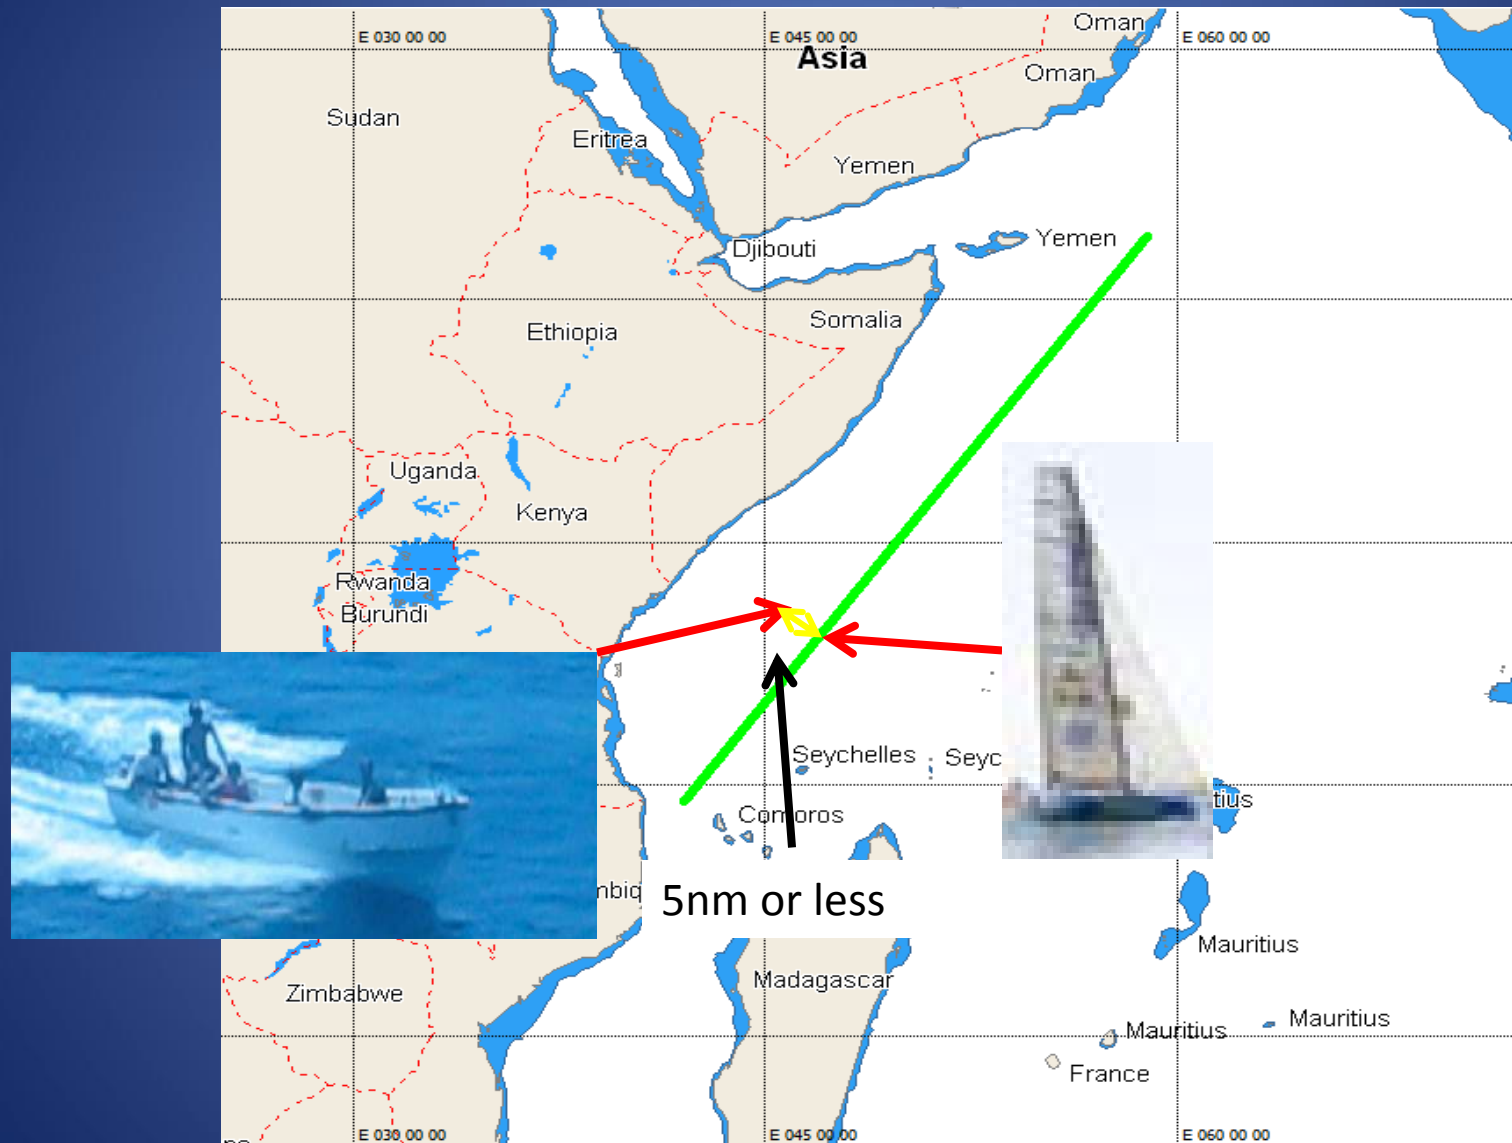 E 030 00 00
E 045 00 00
Oman
E 060 00 00
Asia
Oman
Sudan
Eritrea
Yemen
Djibouti
Yemen
Somalia
Ethiopia
Uganda
Kenya
Rwanda
Burundi
Seychelles
Seyc
tius
Comoros
mbiq
5nm or less
Mauritius
Madagascar
Zimbabwe
Mauritius
Mauritius
France
E 030 00 00
E 045 00 00
E 060 00 00